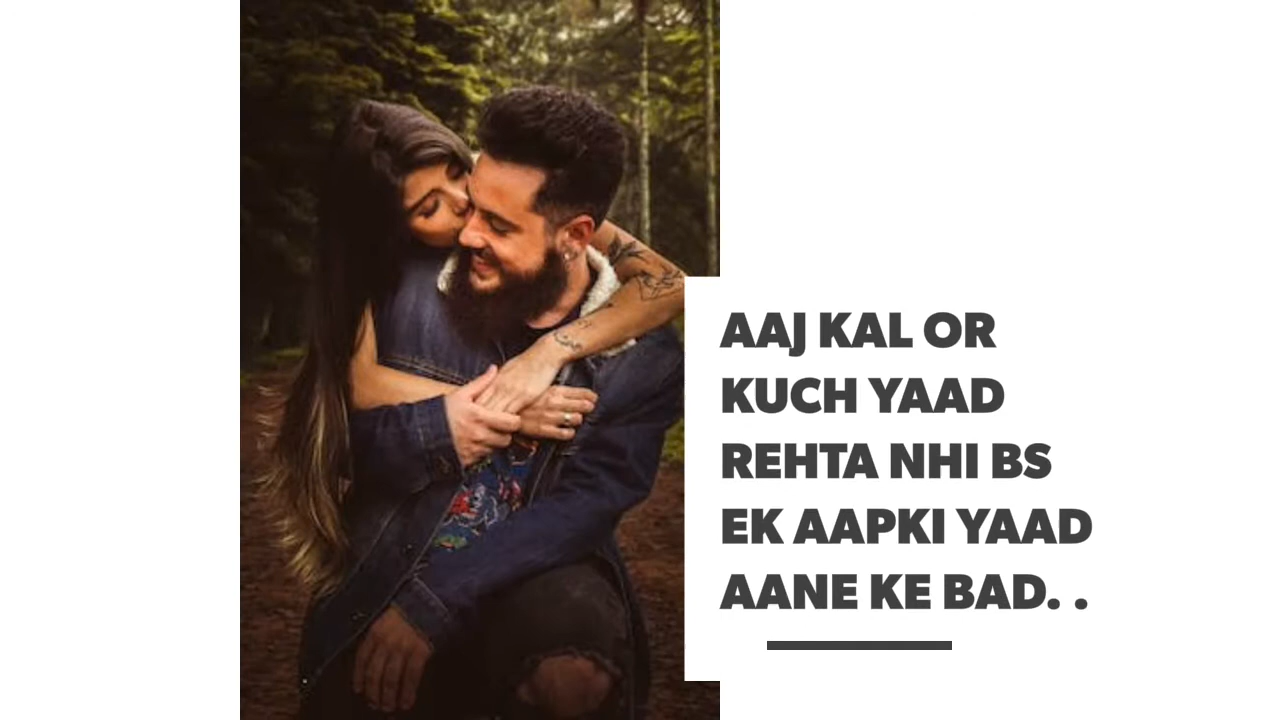 AAJ KAL OR
KUCH YAAD
REHTA NHI BS
EK AAPKI YAAD
AANE KE BAD. .